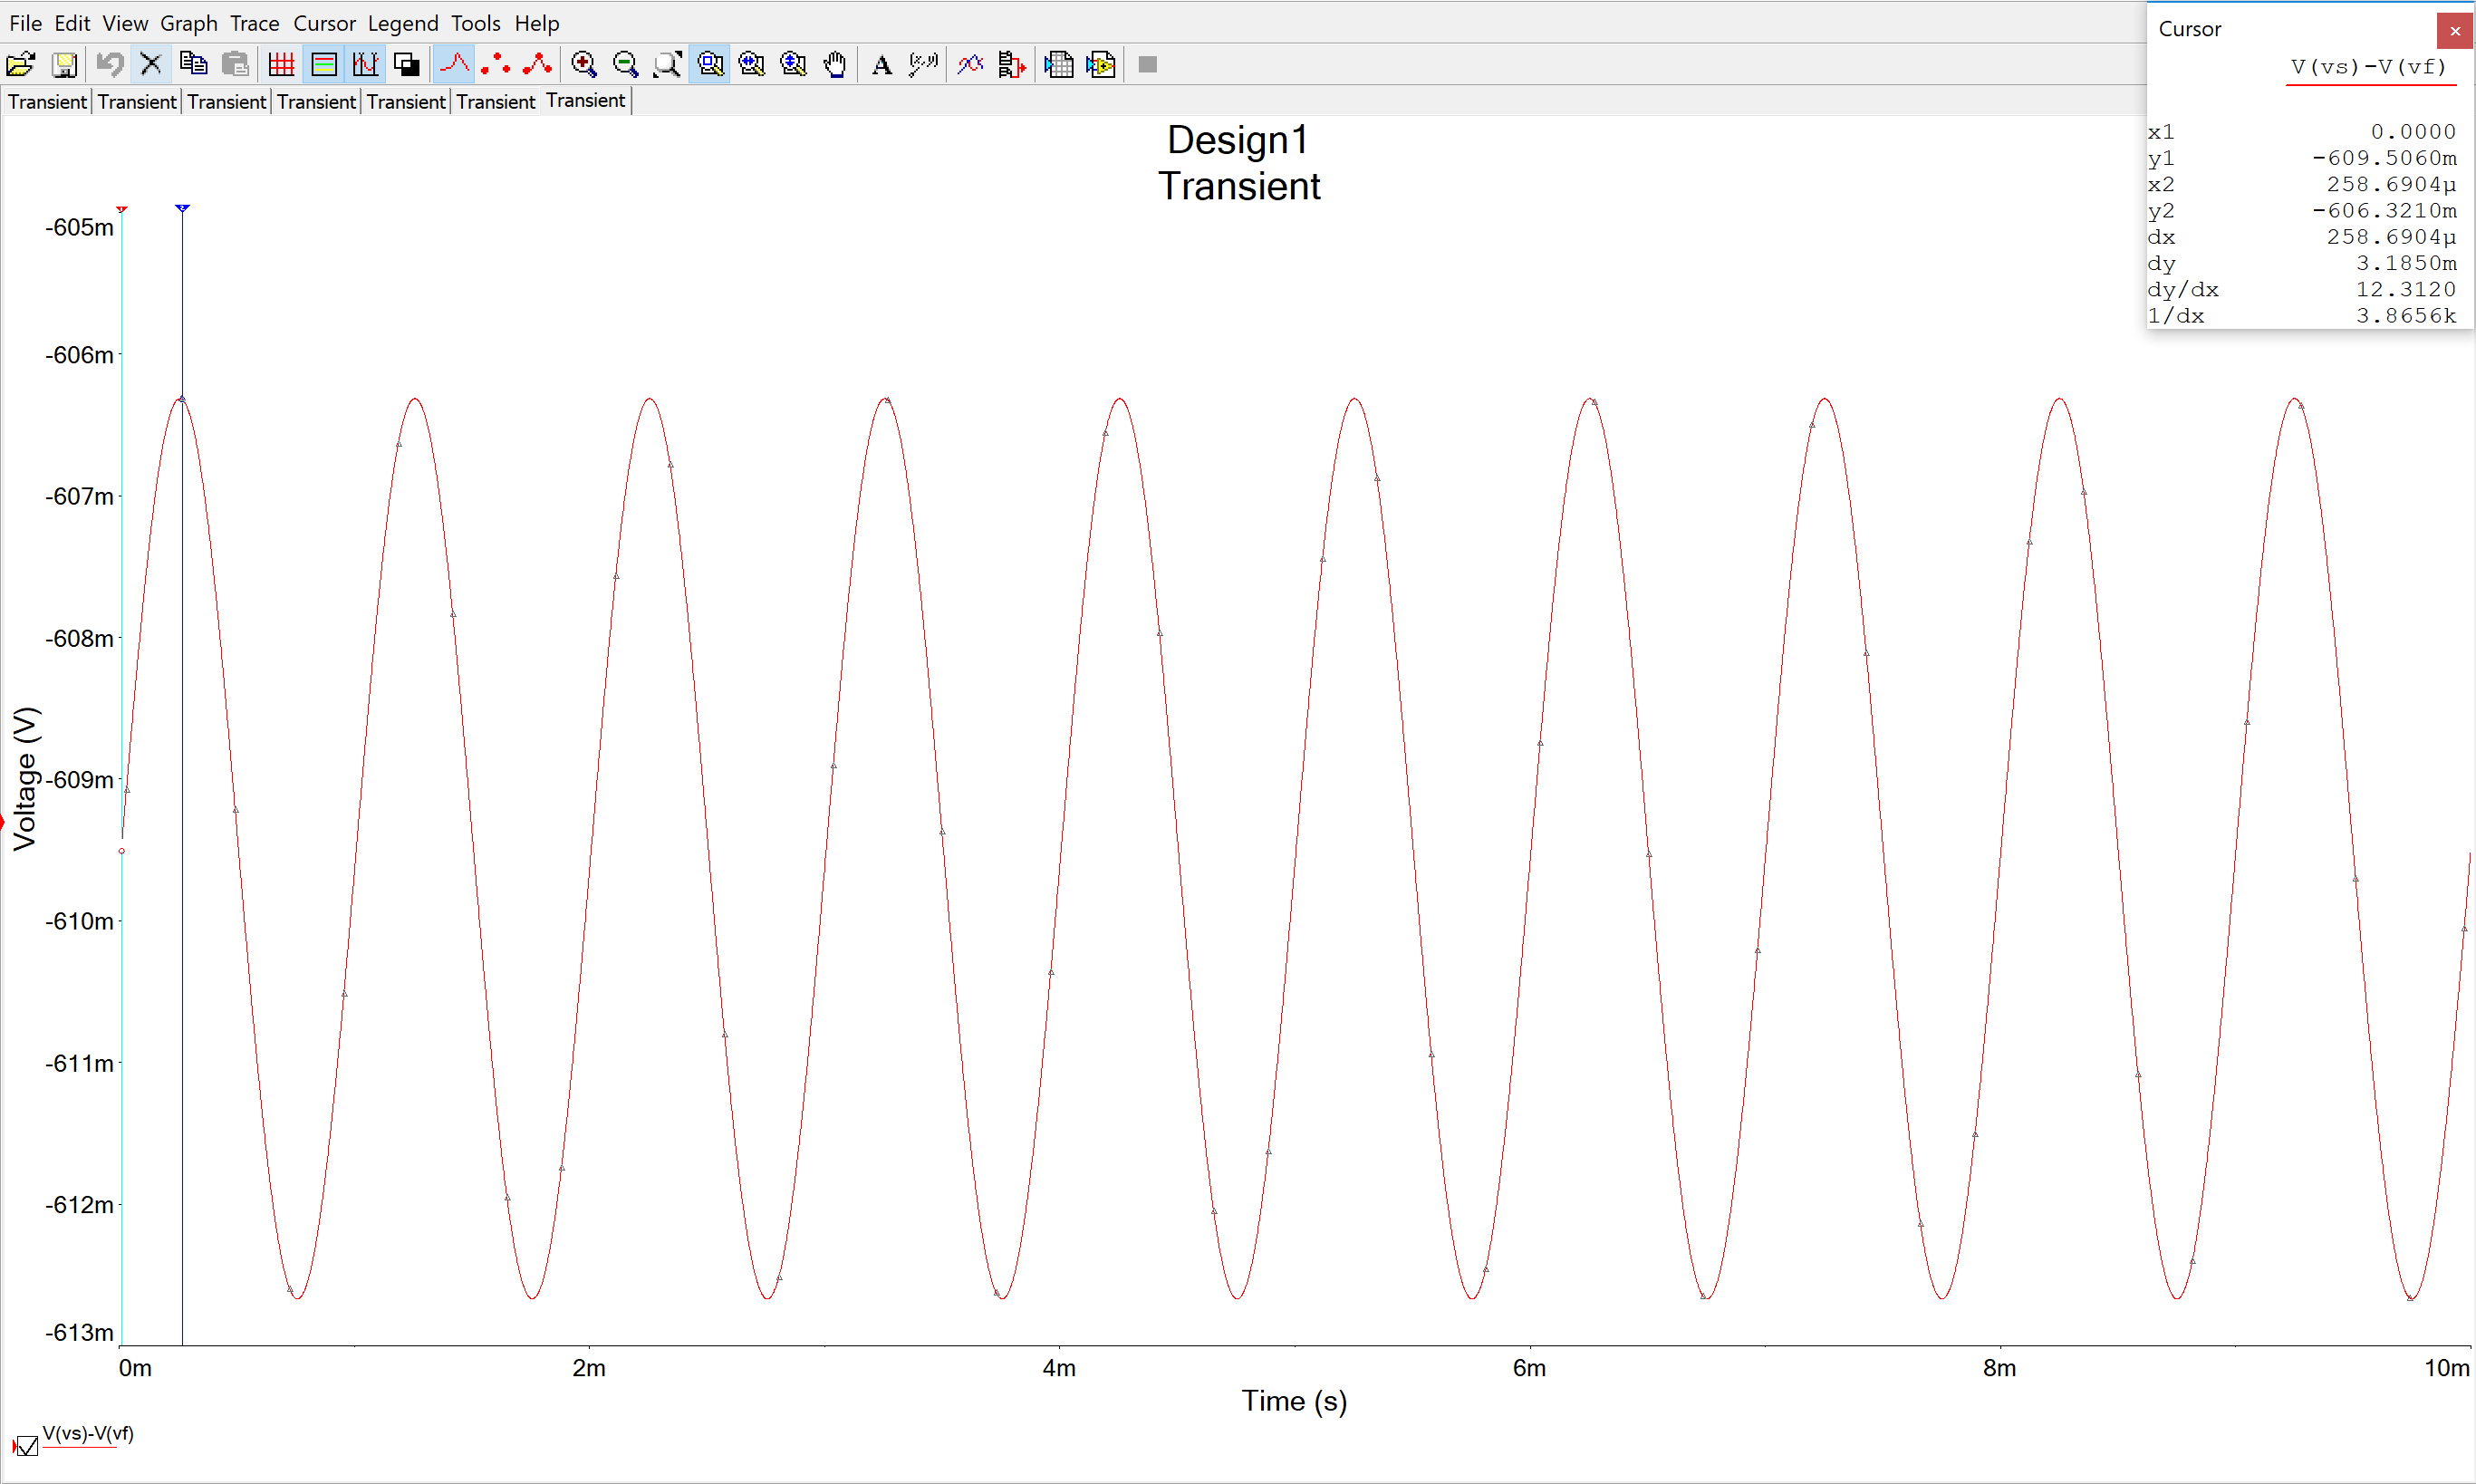 File Edit View Graph Trace Cursor Legend Tools Help
Transient Transient Transient Transient Transient Transient Transient
Cursor
V(vs)-V(vf)
x1 0.0000
y1 -609.5060m
x2 258.6904µ
y2 -606.3210m
dx 258.6904µ
dy 3.1850m
dy/dx 12.3120
1/dx 3.8656k
Design1
Transient
-605m
-606m
-607m
-608m
-609m
-610m
-611m
-612m
-613m
Voltage (V)
0m 2m 4m 6m 8m 10m
Time (s)
V(vs)-V(vf)